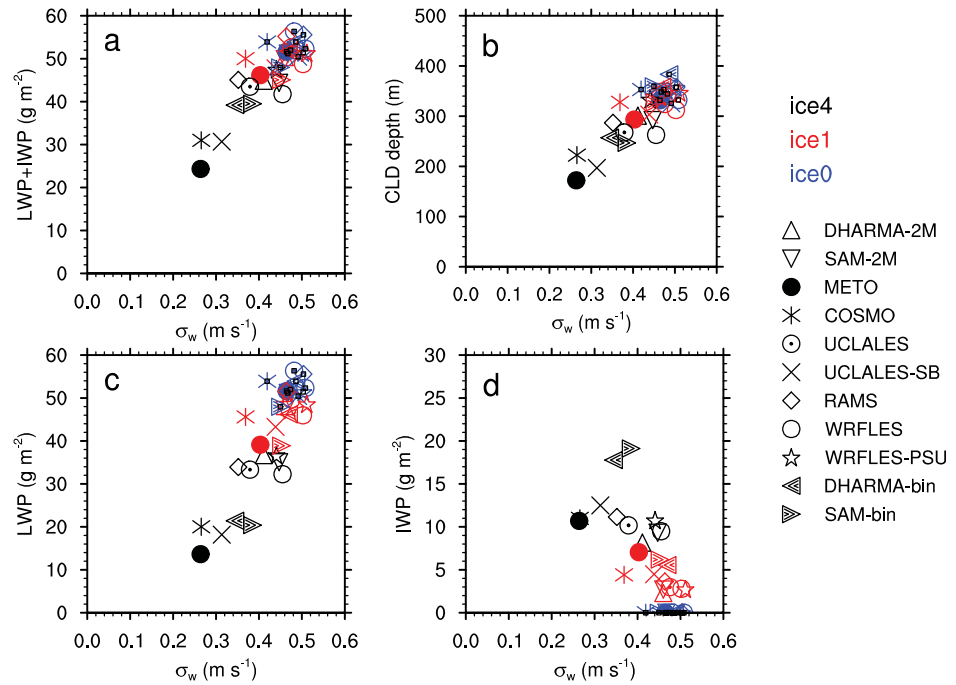 a
LWP+IWP (g m⁻²)
60
50
40
30
20
10
0
0.0 0.1 0.2 0.3 0.4 0.5 0.6
σw (m s⁻¹)
b
CLD depth (m)
500
400
300
200
100
0
0.0 0.1 0.2 0.3 0.4 0.5 0.6
σw (m s⁻¹)
c
LWP (g m⁻²)
60
50
40
30
20
10
0
0.0 0.1 0.2 0.3 0.4 0.5 0.6
σw (m s⁻¹)
d
IWP (g m⁻²)
30
25
20
15
10
5
0
0.0 0.1 0.2 0.3 0.4 0.5 0.6
σw (m s⁻¹)
ice4
ice1
ice0
DHARMA-2M
SAM-2M
METO
COSMO
UCLALES
UCLALES-SB
RAMS
WRFLES
WRFLES-PSU
DHARMA-bin
SAM-bin